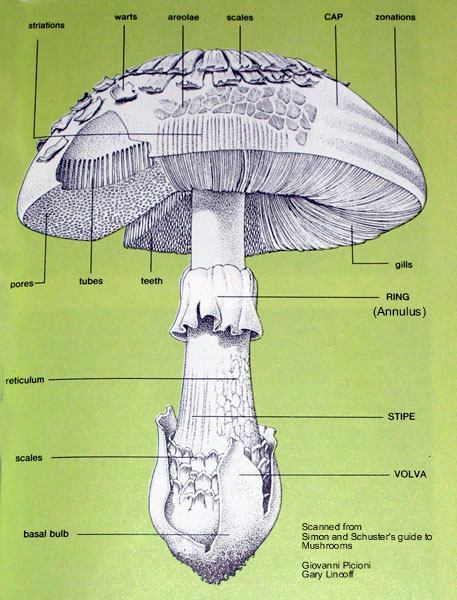 warts
areolae
scales
CAP
zonations
striations
pores
tubes
teeth
gills
RING
(Annulus)
reticulum
STIPE
scales
VOLVA
basal bulb
Scanned from
Simon and Schuster's guide to
Mushrooms
Giovanni Picioni
Gary Lincoff